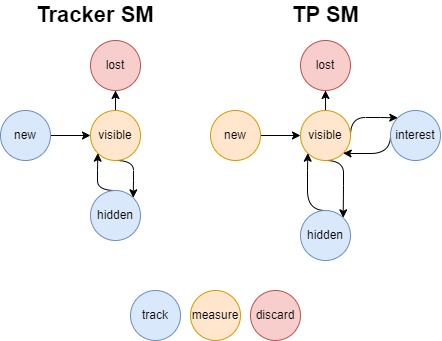 Tracker SM
TP SM
lost
lost
new
visible
new
visible
interest
hidden
hidden
track
measure
discard